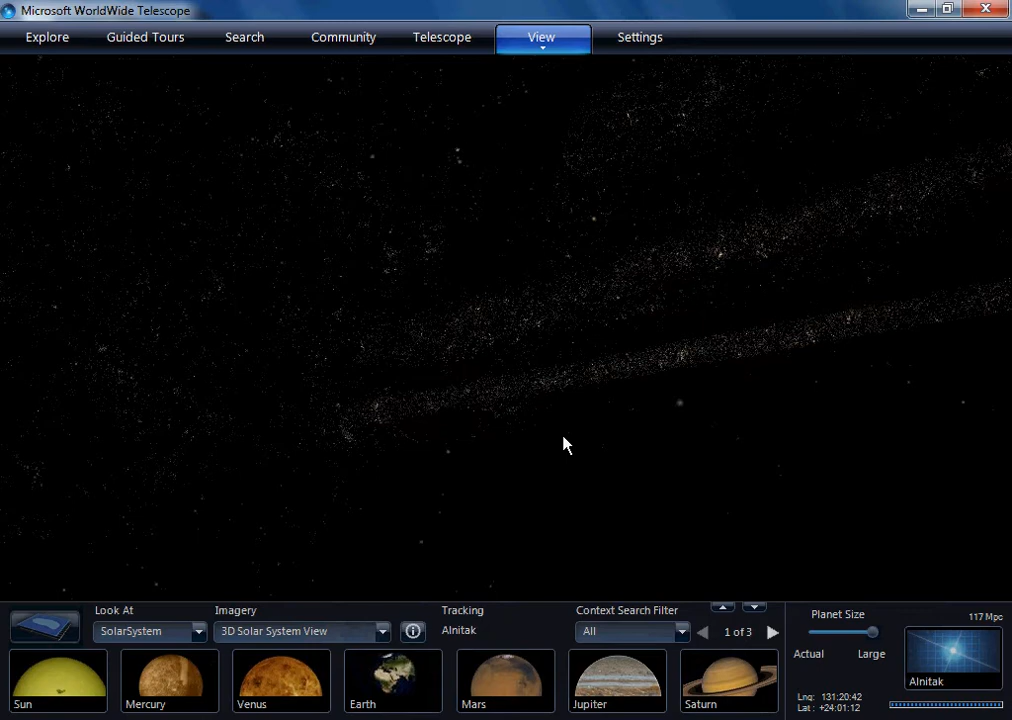 Microsoft WorldWide Telescope
Explore Guided Tours Search Community Telescope View Settings
Look At Imagery Tracking Context Search Filter Planet Size 117 Mpc
SolarSystem 3D Solar System View Alnitak All 1 of 3
Actual Large
Alnitak
Lng: 131:20:42
Lat : +24:01:12
Sun Mercury Venus Earth Mars Jupiter Saturn